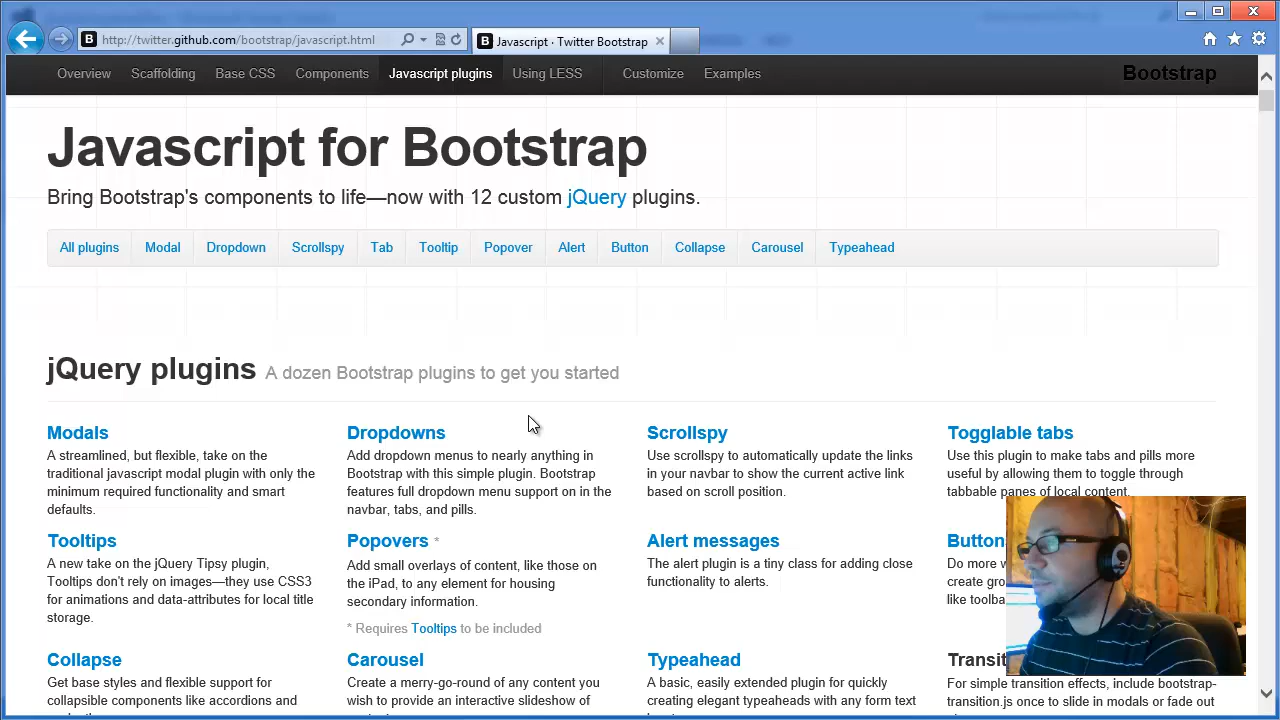 http://twitter.github.com/bootstrap/javascript.html
B Javascript · Twitter Bootstrap
Overview Scaffolding Base CSS Components Javascript plugins Using LESS Customize Examples Bootstrap
Javascript for Bootstrap
Bring Bootstrap's components to life—now with 12 custom jQuery plugins.
All plugins Modal Dropdown Scrollspy Tab Tooltip Popover Alert Button Collapse Carousel Typeahead
jQuery plugins A dozen Bootstrap plugins to get you started
Modals
A streamlined, but flexible, take on the
traditional javascript modal plugin with only the
minimum required functionality and smart
defaults.
Dropdowns
Add dropdown menus to nearly anything in
Bootstrap with this simple plugin. Bootstrap
features full dropdown menu support on in the
navbar, tabs, and pills.
Scrollspy
Use scrollspy to automatically update the links
in your navbar to show the current active link
based on scroll position.
Togglable tabs
Use this plugin to make tabs and pills more
useful by allowing them to toggle through
tabbable panes of local content.
Tooltips
A new take on the jQuery Tipsy plugin,
Tooltips don't rely on images—they use CSS3
for animations and data-attributes for local title
storage.
Popovers *
Add small overlays of content, like those on
the iPad, to any element for housing
secondary information.
* Requires Tooltips to be included
Alert messages
The alert plugin is a tiny class for adding close
functionality to alerts.
Button
Do more
create
like
Collapse
Get base styles and flexible support for
collapsible components like accordions and
Carousel
Create a merry-go-round of any content you
wish to provide an interactive slideshow of
Typeahead
A basic, easily extended plugin for quickly
creating elegant typeaheads with any form text
For simple transition effects, include bootstrap-
transition.js once to slide in modals or fade out